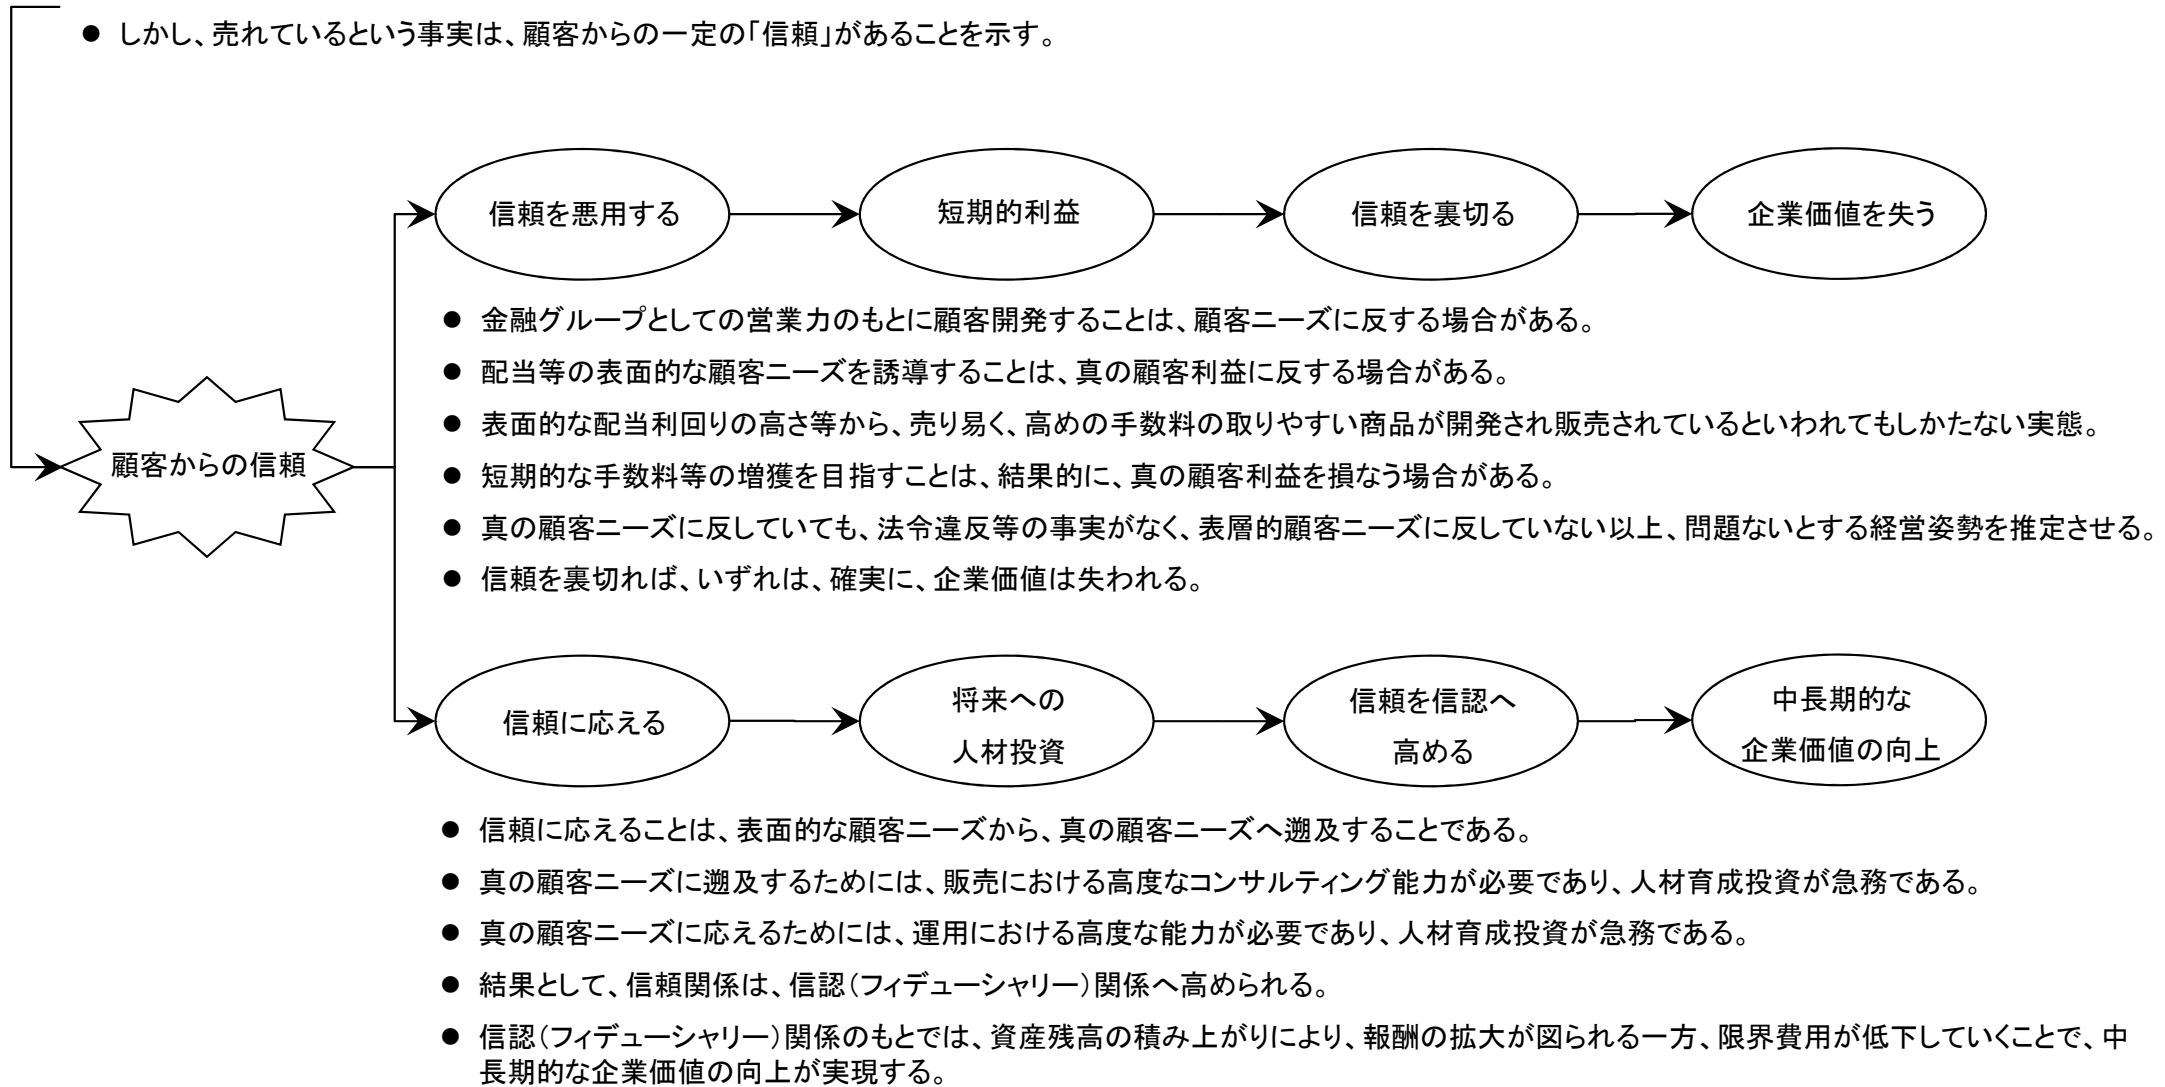 ● しかし、売れているという事実は、顧客からの一定の「信頼」があることを示す。
信頼を悪用する
短期的利益
信頼を裏切る
企業価値を失う
● 金融グループとしての営業力のもとに顧客開発することは、顧客ニーズに反する場合がある。
● 配当等の表面的な顧客ニーズを誘導することは、真の顧客利益に反する場合がある。
● 表面的な配当利回りの高さ等から、売り易く、高めの手数料の取りやすい商品が開発され販売されているといわれてもしかたない実態。
顧客からの信頼
● 短期的な手数料等の増獲を目指すことは、結果的に、真の顧客利益を損なう場合がある。
● 真の顧客ニーズに反していても、法令違反等の事実がなく、表層的顧客ニーズに反していない以上、問題ないとする経営姿勢を推定させる。
● 信頼を裏切れば、いずれは、確実に、企業価値は失われる。
信頼に応える
将来への
人材投資
信頼を信認へ
高める
中長期的な
企業価値の向上
● 信頼に応えることは、表面的な顧客ニーズから、真の顧客ニーズへ遡及することである。
● 真の顧客ニーズに遡及するためには、販売における高度なコンサルティング能力が必要であり、人材育成投資が急務である。
● 真の顧客ニーズに応えるためには、運用における高度な能力が必要であり、人材育成投資が急務である。
● 結果として、信頼関係は、信認（フィデューシャリー）関係へ高められる。
● 信認（フィデューシャリー）関係のもとでは、資産残高の積み上がりにより、報酬の拡大が図られる一方、限界費用が低下していくことで、中
長期的な企業価値の向上が実現する。